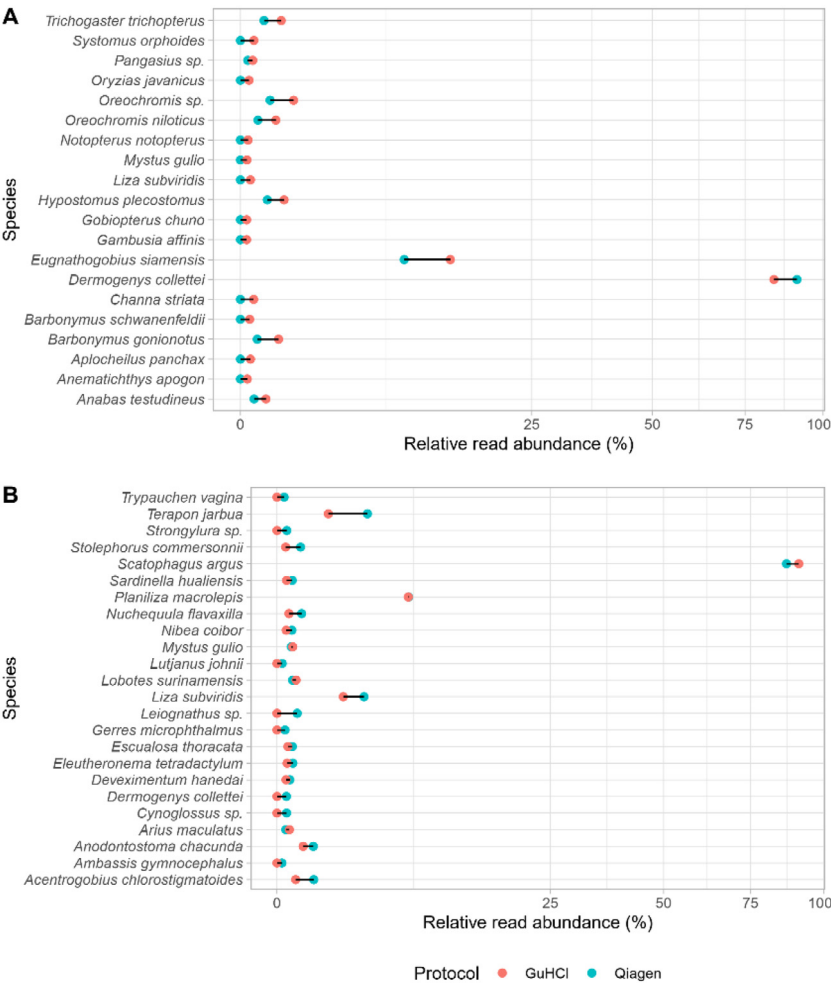 A
Trichogaster trichopterus
Systomus orphoides
Pangasius sp.
Oryzias javanicus
Oreochromis sp.
Oreochromis niloticus
Notopterus notopterus
Mystus gulio
Liza subviridis
Hypostomus plecostomus
Gobiopterus chuno
Gambusia affinis
Eugnathogobius siamensis
Dermogenys collettei
Channa striata
Barbonymus schwanenfeldii
Barbonymus gonionotus
Aplocheilus panchax
Anematichthys apogon
Anabas testudineus
Species
0 25 50 75 100
Relative read abundance (%)
B
Trypauchen vagina
Terapon jarbua
Strongylura sp.
Stolephorus commersonnii
Scatophagus argus
Sardinella hualiensis
Planiliza macrolepis
Nuchequula flavaxilla
Nibea coibor
Mystus gulio
Lutjanus johnii
Lobotes surinamensis
Liza subviridis
Leiognathus sp.
Gerres microphthalmus
Escualosa thoracata
Eleutheronema tetradactylum
Deveximentum hanedai
Dermogenys collettei
Cynoglossus sp.
Arius maculatus
Anodontostoma chacunda
Ambassis gymnocephalus
Acentrogobius chlorostigmatoides
Species
0 25 50 75 100
Relative read abundance (%)
Protocol GuHCl Qiagen